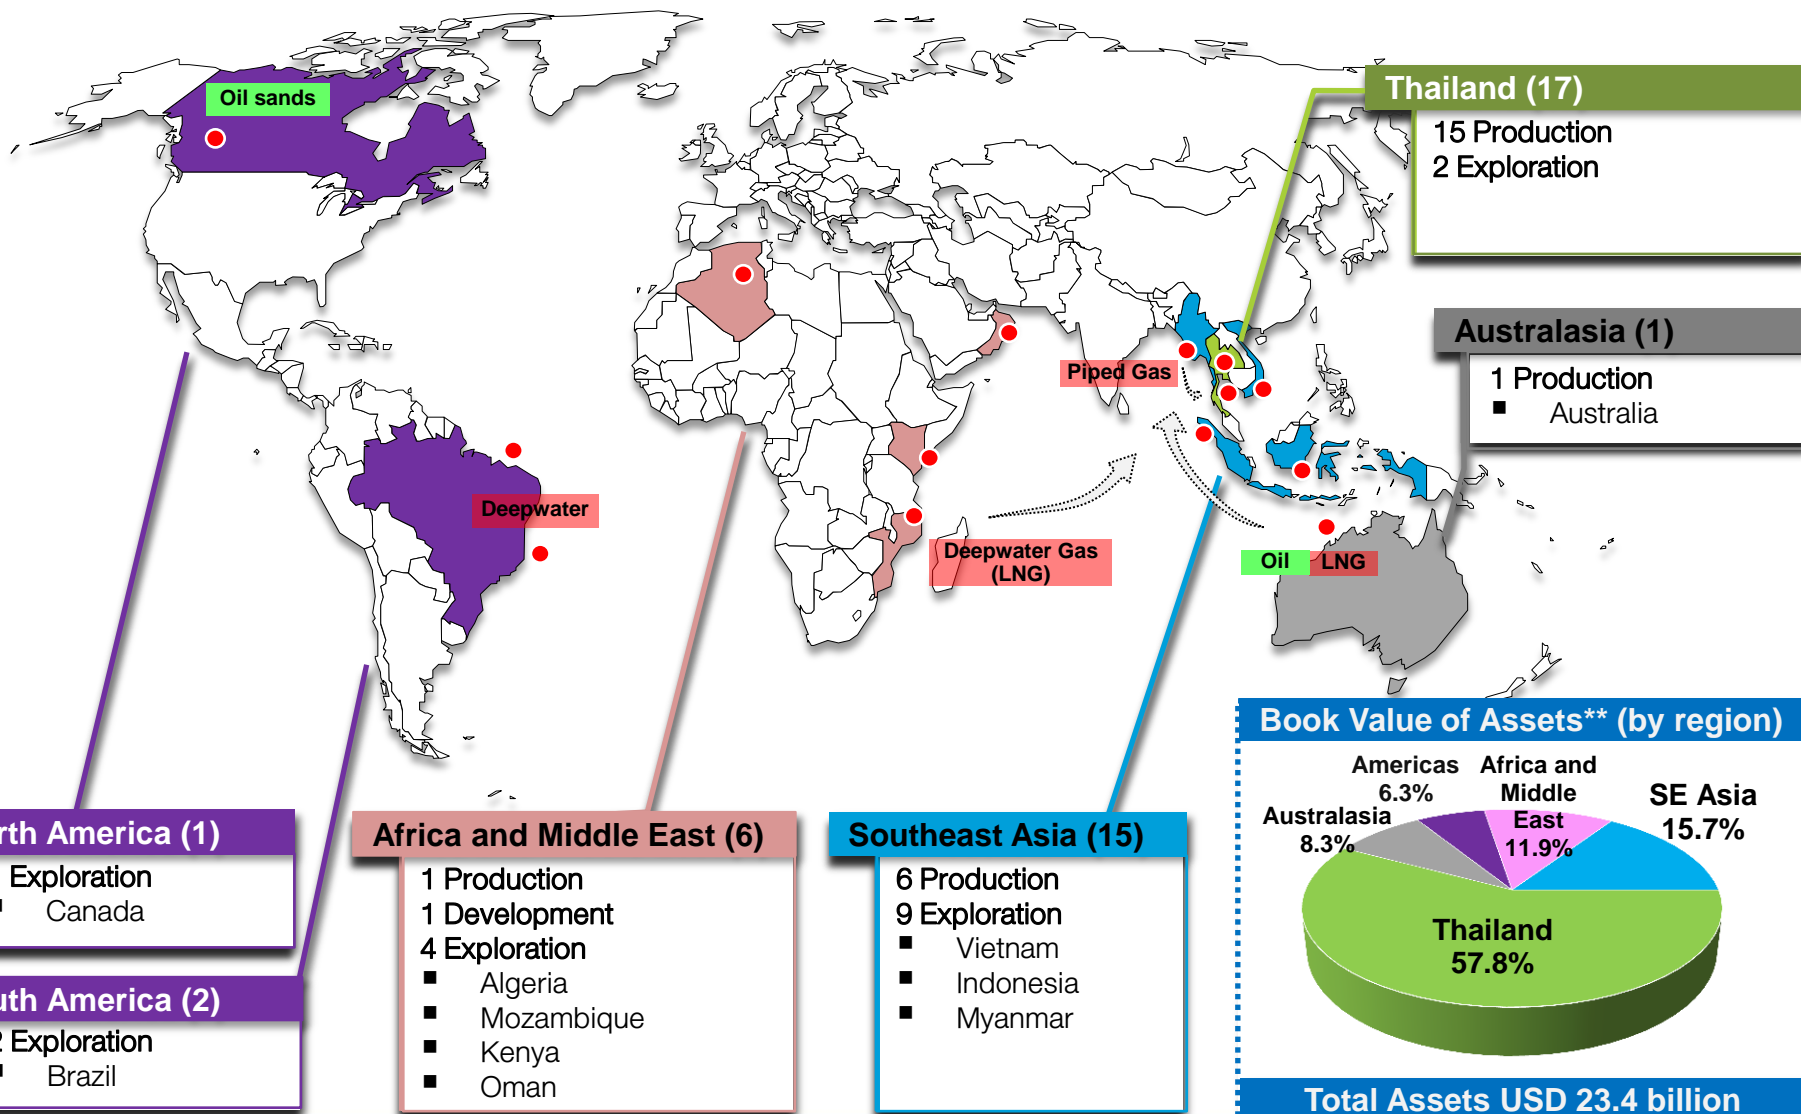 Oil sands
Thailand (17)
15 Production
2 Exploration
Australasia (1)
1 Production
■ Australia
Piped Gas
Deepwater
Deepwater Gas
(LNG)
Oil
LNG
America (1)
Exploration
Canada
America (2)
Exploration
Brazil
Africa and Middle East (6)
1 Production
1 Development
4 Exploration
■ Algeria
■ Mozambique
■ Kenya
■ Oman
Southeast Asia (15)
6 Production
9 Exploration
■ Vietnam
■ Indonesia
■ Myanmar
Book Value of Assets** (by region)
Americas
6.3%
Africa and
Middle
East
11.9%
SE Asia
15.7%
Australasia
8.3%
Thailand
57.8%
Total Assets USD 23.4 billion